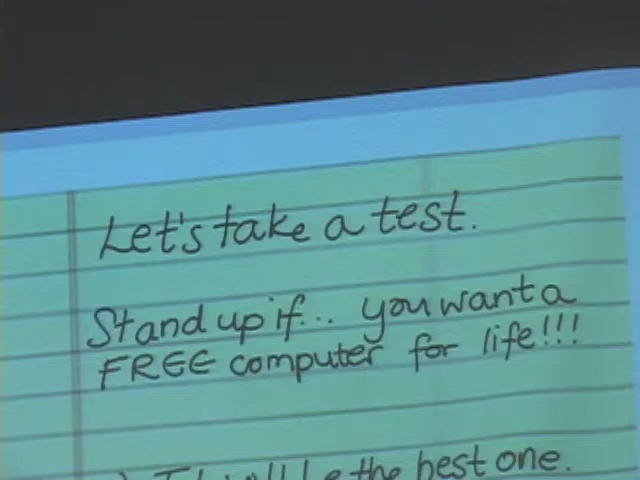 Let's take a test.
Stand up if... you want a
FREE computer for life!!!
the best one.